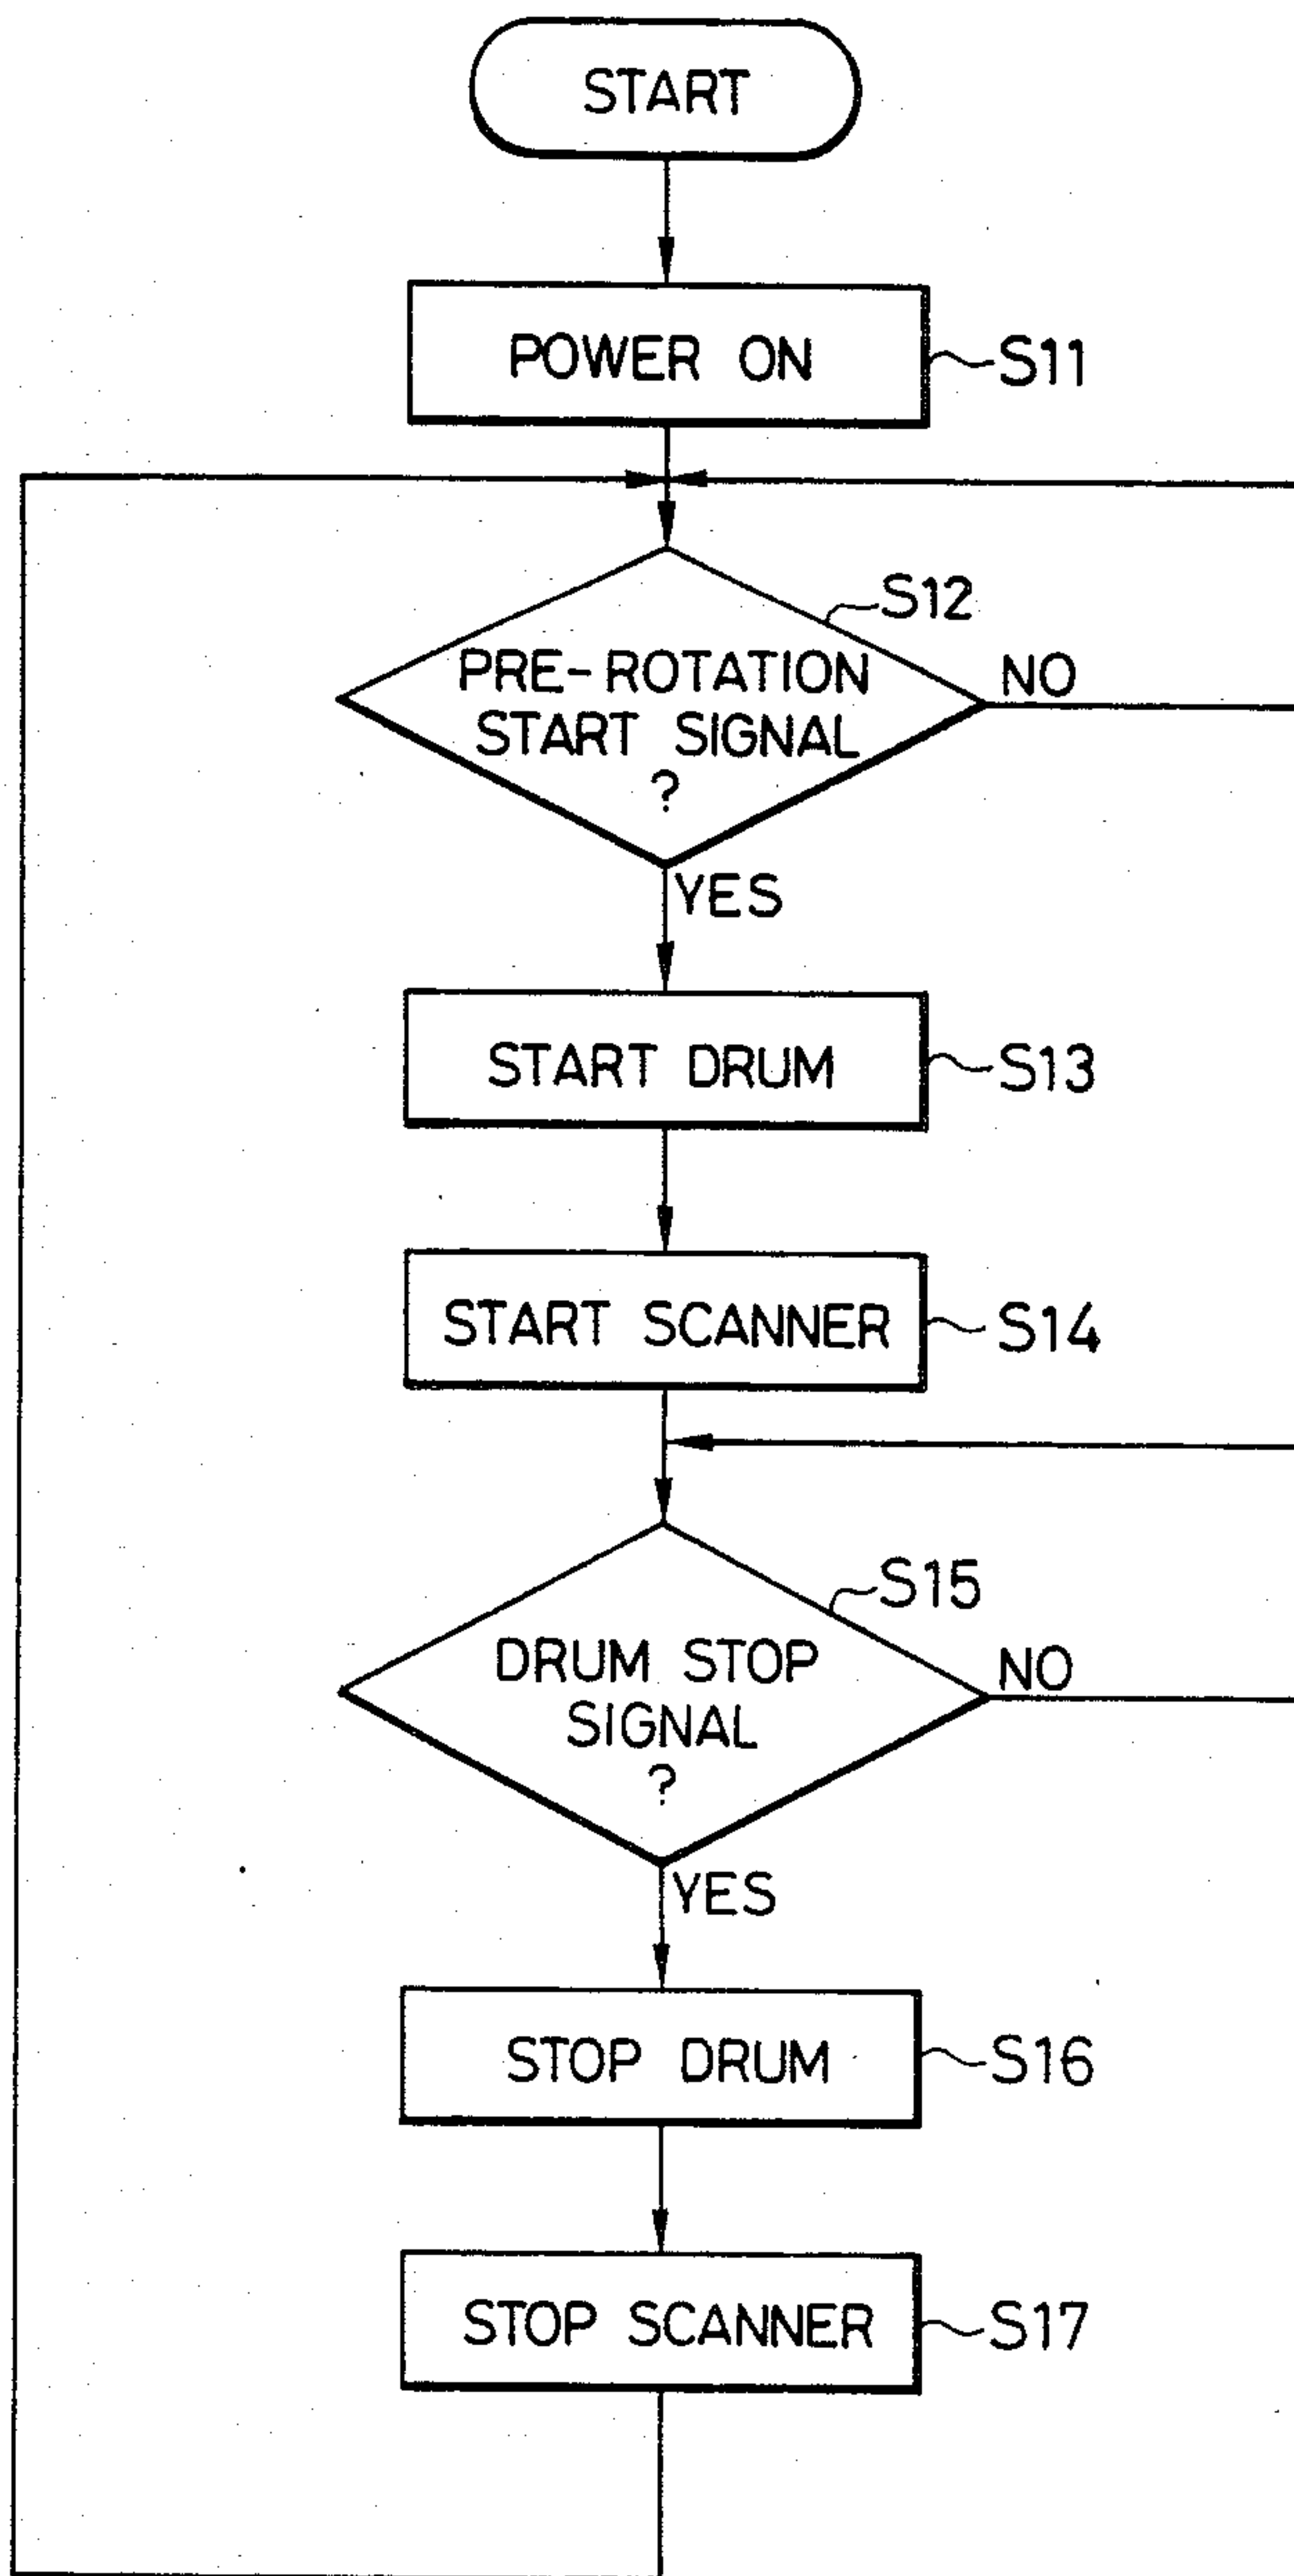 START
POWER ON
S11
S12
PRE-ROTATION
START SIGNAL
?
NO
YES
START DRUM
S13
START SCANNER
S14
S15
DRUM STOP
SIGNAL
?
NO
YES
STOP DRUM
S16
STOP SCANNER
S17